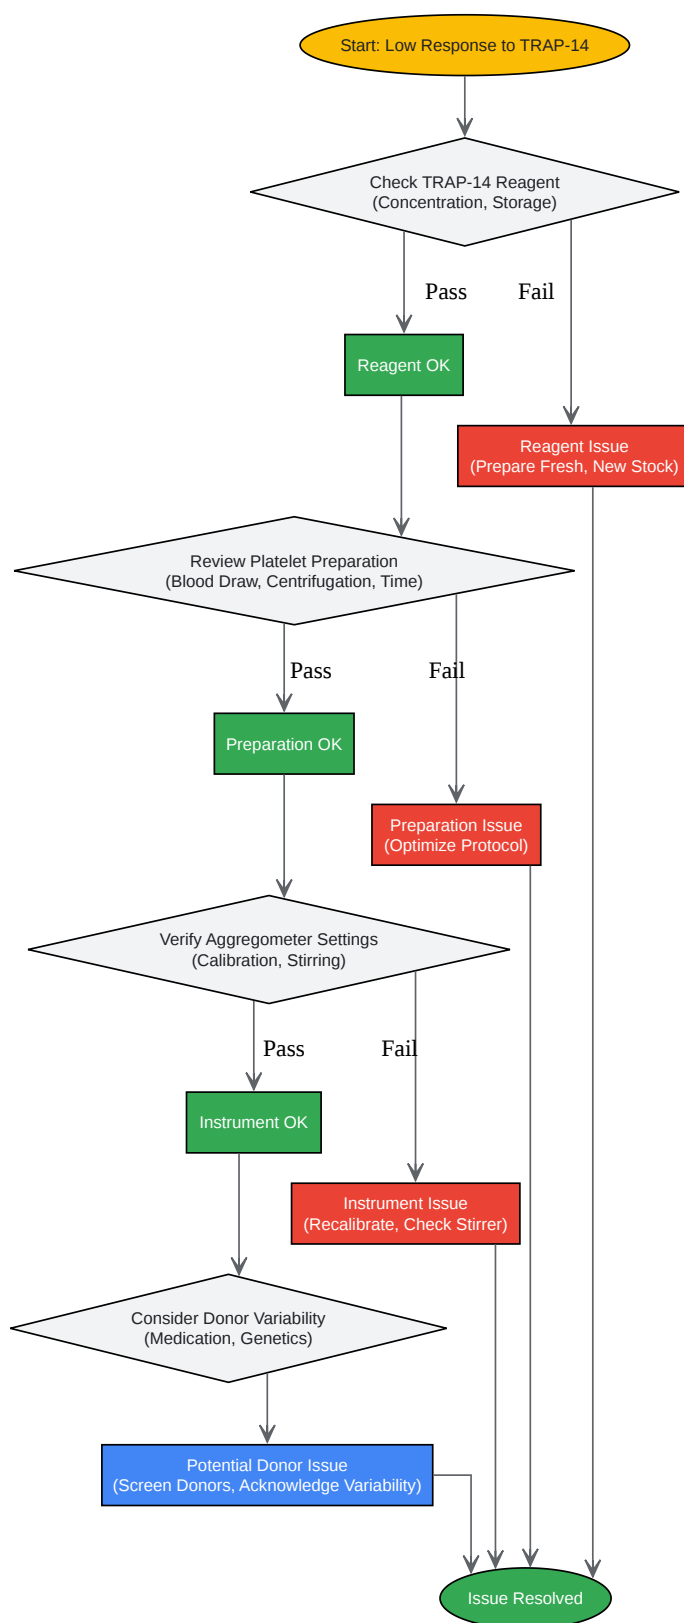 Start: Low Response to TRAP-14
Check TRAP-14 Reagent
(Concentration, Storage)
Pass
Fail
Reagent OK
Reagent Issue
(Prepare Fresh, New Stock)
Review Platelet Preparation
(Blood Draw, Centrifugation, Time)
Pass
Fail
Preparation OK
Preparation Issue
(Optimize Protocol)
Verify Aggregometer Settings
(Calibration, Stirring)
Pass
Fail
Instrument OK
Instrument Issue
(Recalibrate, Check Stirrer)
Consider Donor Variability
(Medication, Genetics)
Potential Donor Issue
(Screen Donors, Acknowledge Variability)
Issue Resolved